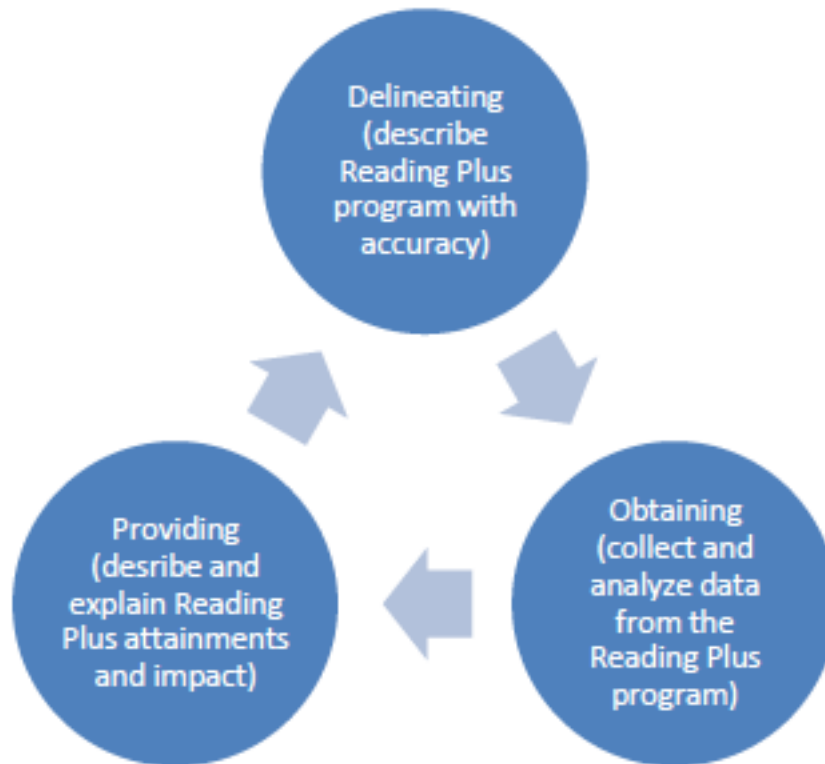 Delineating
(describe
Reading Plus
program with
accuracy)
Obtaining
(collect and
analyze data
from the
Reading Plus
program)
Providing
(desribe and
explain Reading
Plus attainments
and impact)